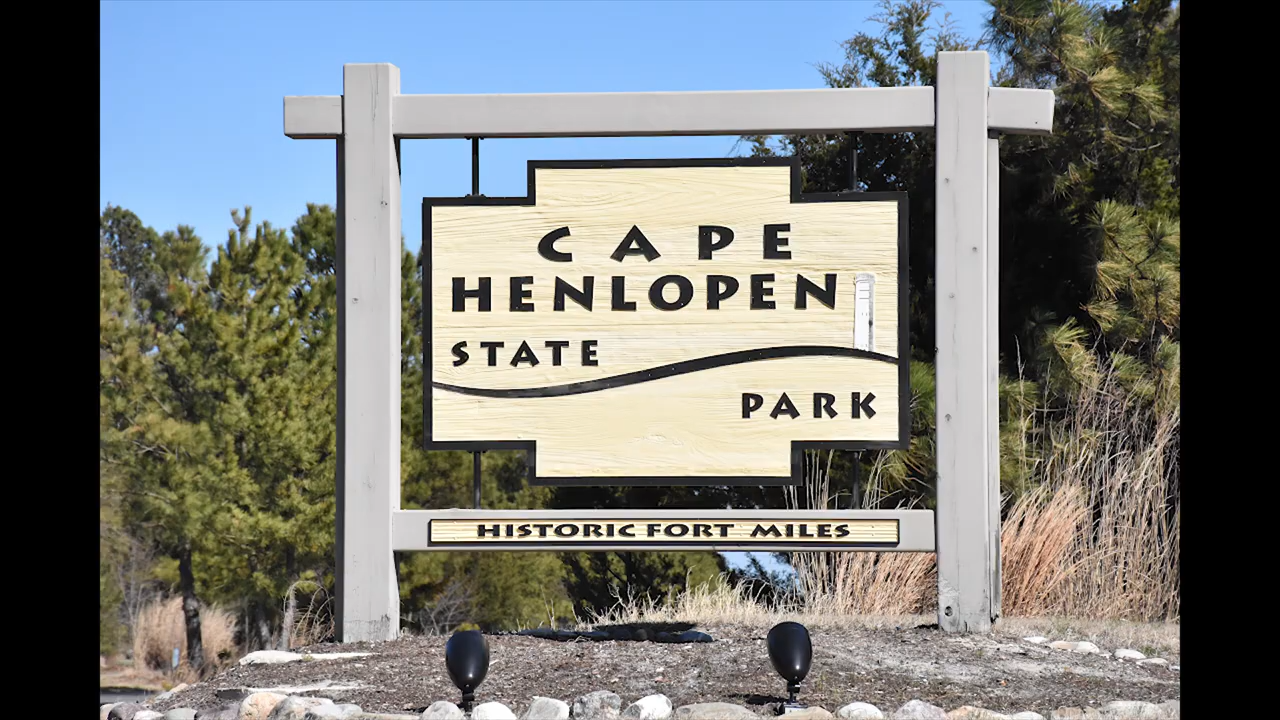 CAPE
HENLOPEN
STATE
PARK
HISTORIC FORT MILES